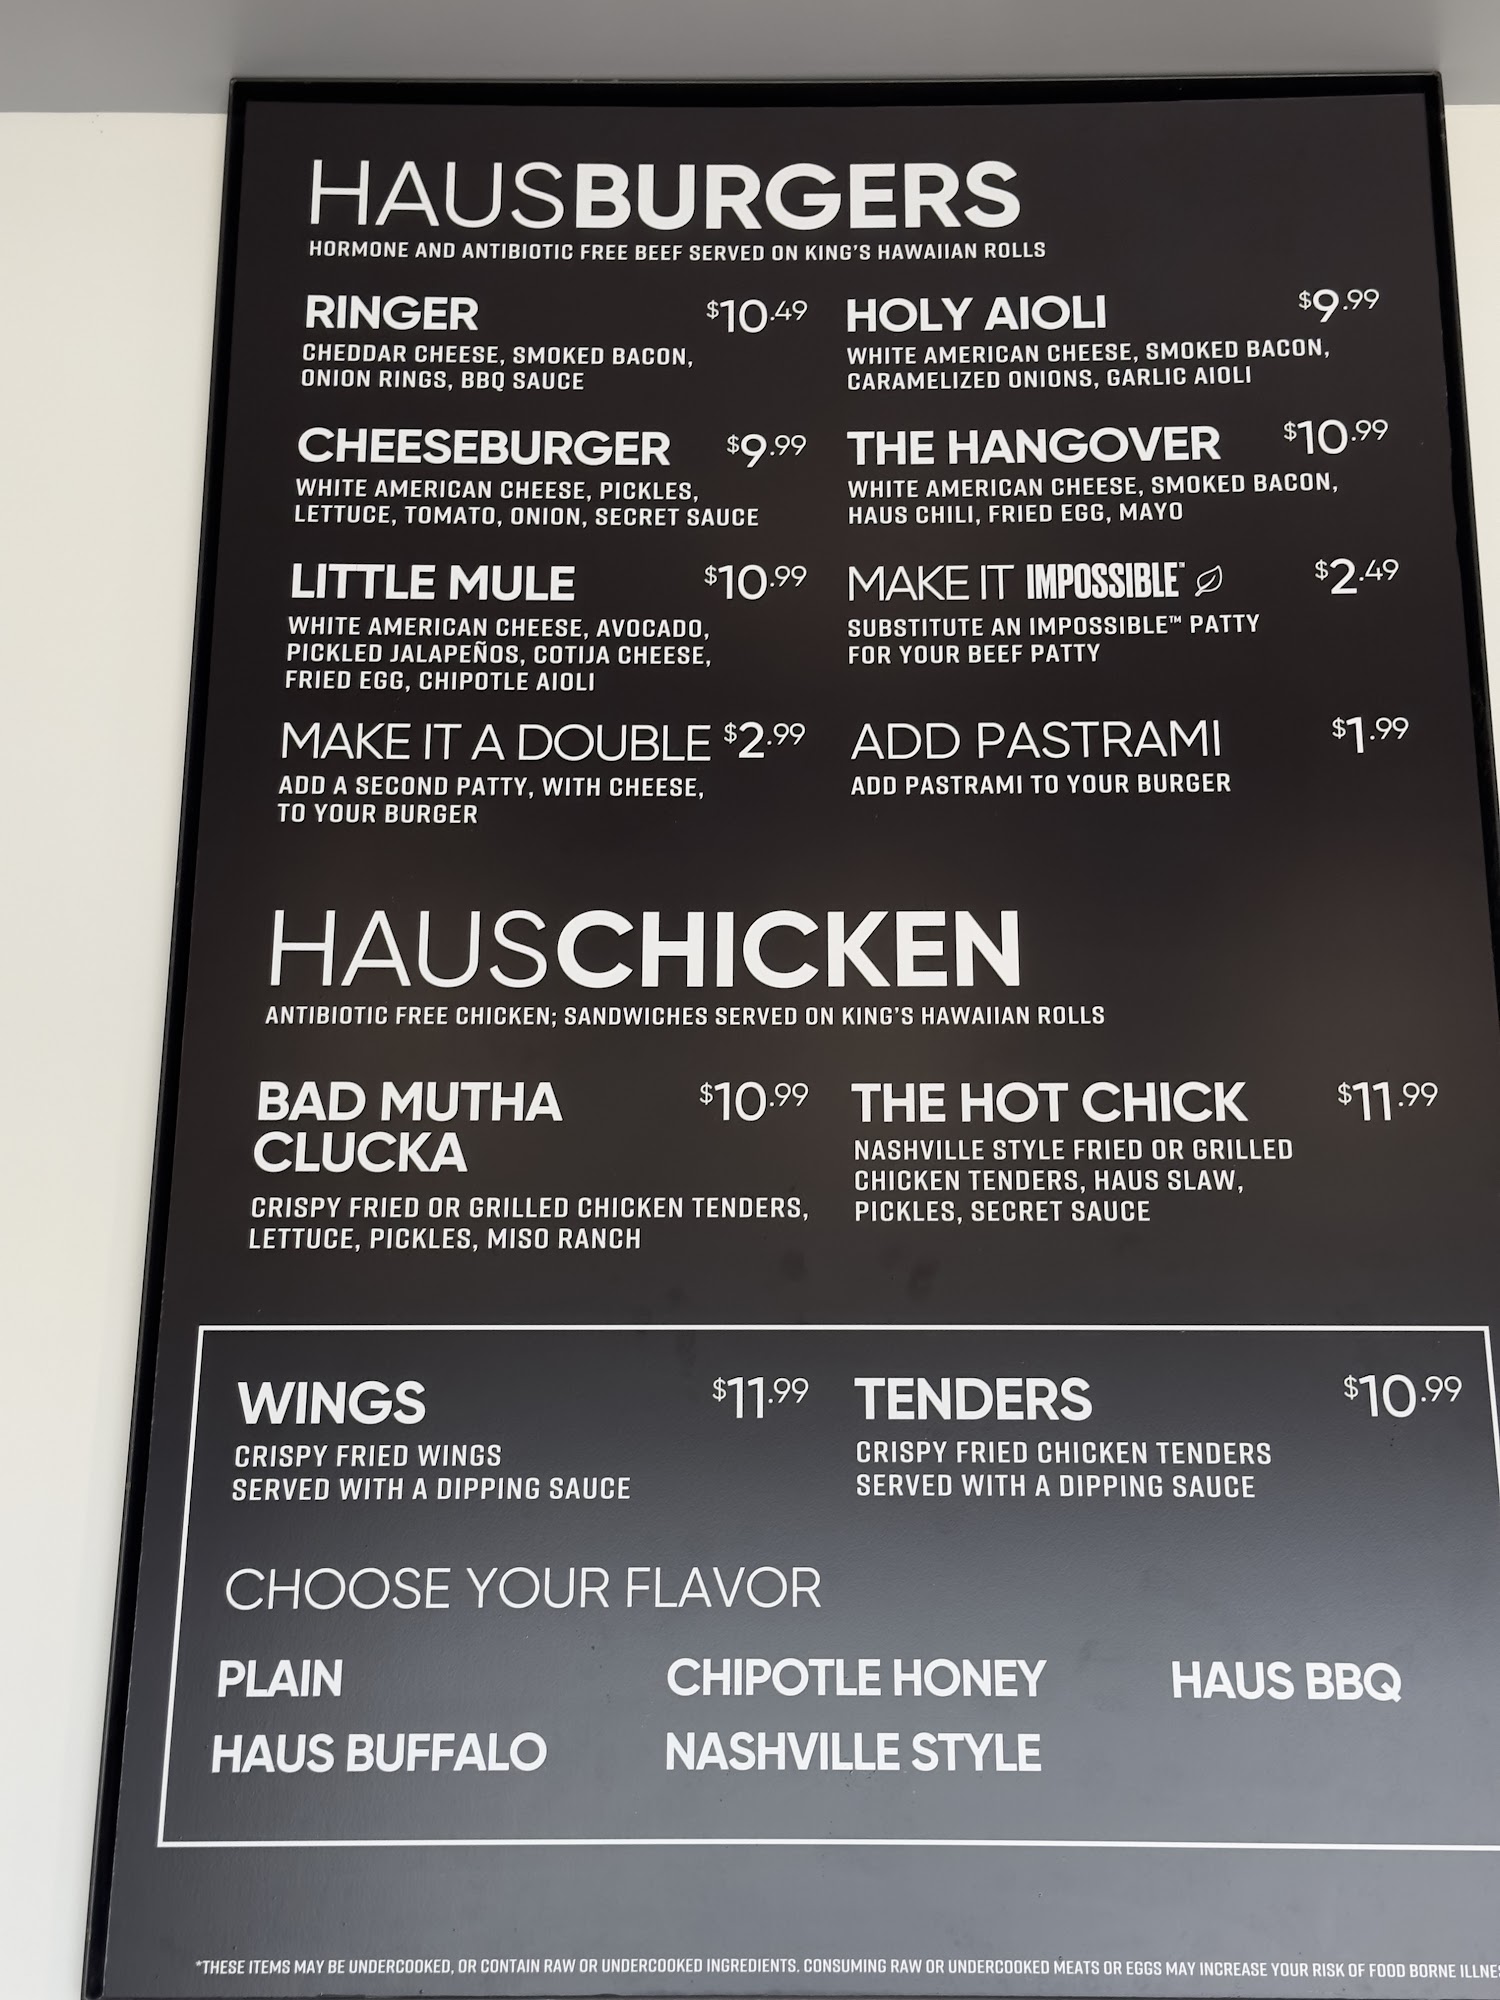 HAUSBURGERS
HORMONE AND ANTIBIOTIC FREE BEEF SERVED ON KING'S HAWAIIAN ROLLS
RINGER $10.49
CHEDDAR CHEESE, SMOKED BACON,
ONION RINGS, BBQ SAUCE
HOLY AIOLI $9.99
WHITE AMERICAN CHEESE, SMOKED BACON,
CARAMELIZED ONIONS, GARLIC AIOLI
CHEESEBURGER $9.99
WHITE AMERICAN CHEESE, PICKLES,
LETTUCE, TOMATO, ONION, SECRET SAUCE
THE HANGOVER $10.99
WHITE AMERICAN CHEESE, SMOKED BACON,
HAUS CHILI, FRIED EGG, MAYO
LITTLE MULE $10.99
WHITE AMERICAN CHEESE, AVOCADO,
PICKLED JALAPEÑOS, COTIJA CHEESE,
FRIED EGG, CHIPOTLE AIOLI
MAKE IT IMPOSSIBLE™ $2.49
SUBSTITUTE AN IMPOSSIBLE™ PATTY
FOR YOUR BEEF PATTY
MAKE IT A DOUBLE $2.99
ADD A SECOND PATTY, WITH CHEESE,
TO YOUR BURGER
ADD PASTRAMI $1.99
ADD PASTRAMI TO YOUR BURGER
HAUSCHICKEN
ANTIBIOTIC FREE CHICKEN; SANDWICHES SERVED ON KING'S HAWAIIAN ROLLS
BAD MUTHA $10.99
CLUCKA
CRISPY FRIED OR GRILLED CHICKEN TENDERS,
LETTUCE, PICKLES, MISO RANCH
THE HOT CHICK $11.99
NASHVILLE STYLE FRIED OR GRILLED
CHICKEN TENDERS, HAUS SLAW,
PICKLES, SECRET SAUCE
WINGS $11.99
CRISPY FRIED WINGS
SERVED WITH A DIPPING SAUCE
TENDERS $10.99
CRISPY FRIED CHICKEN TENDERS
SERVED WITH A DIPPING SAUCE
CHOOSE YOUR FLAVOR
PLAIN CHIPOTLE HONEY HAUS BBQ
HAUS BUFFALO NASHVILLE STYLE
*THESE ITEMS MAY BE UNDERCOOKED, OR CONTAIN RAW OR UNDERCOOKED INGREDIENTS. CONSUMING RAW OR UNDERCOOKED MEATS OR EGGS MAY INCREASE YOUR RISK OF FOOD BORNE